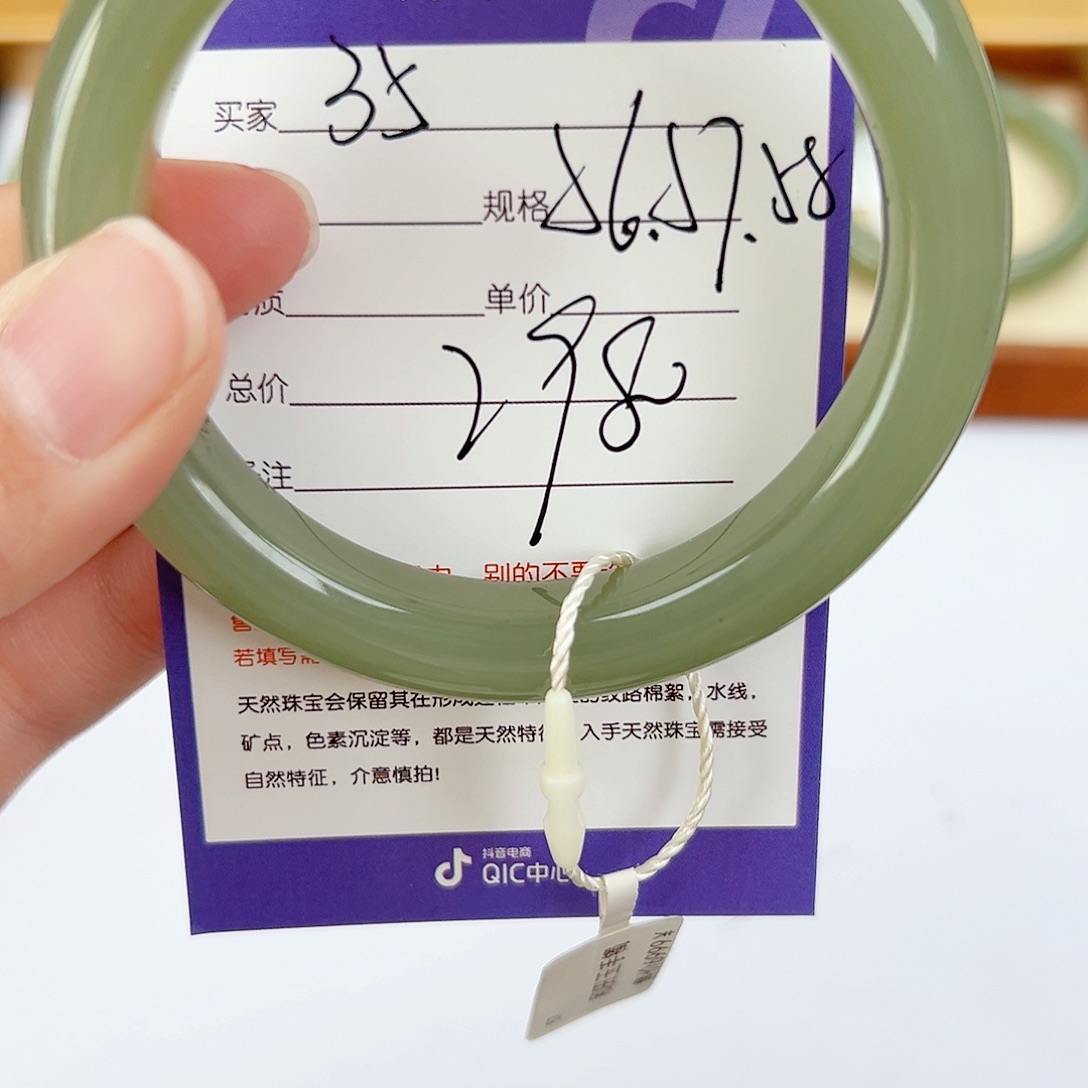 买家 35
规格 56.57.58
单价
总价 298
注
别的不要
若填写需
天然珠宝会保留其在形成过程 纹路棉絮，水线，
矿点，色素沉淀等，都是天然特 入手天然珠宝需接受
自然特征，介意慎拍！
抖音电商
QIC中心